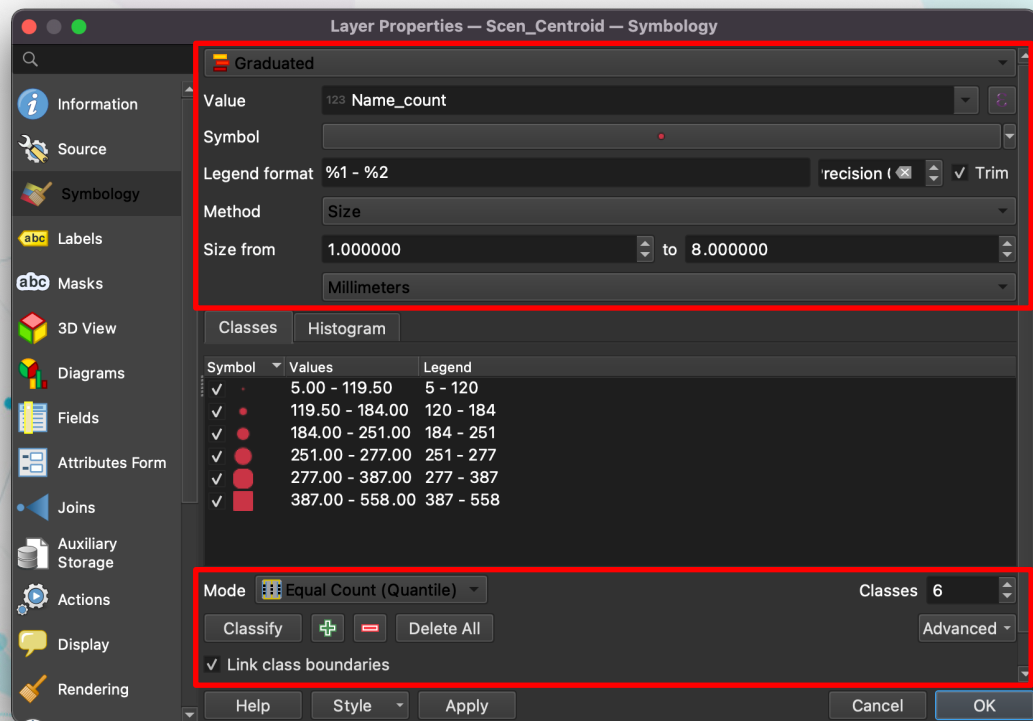 Layer Properties — Scen_Centroid — Symbology
Information
Source
Symbology
abc Labels
abc Masks
3D View
Diagrams
Fields
Attributes Form
Joins
Auxiliary
Storage
Actions
Display
Rendering
Graduated
Value 123 Name_count
Symbol
Legend format %1 - %2 recision Trim
Method Size
Size from 1.000000 to 8.000000
Millimeters
Classes Histogram
Symbol Values Legend
5.00 - 119.50 5 - 120
119.50 - 184.00 120 - 184
184.00 - 251.00 184 - 251
251.00 - 277.00 251 - 277
277.00 - 387.00 277 - 387
387.00 - 558.00 387 - 558
Mode Equal Count (Quantile) Classes 6
Classify Delete All Advanced
Link class boundaries
Help Style Apply Cancel OK